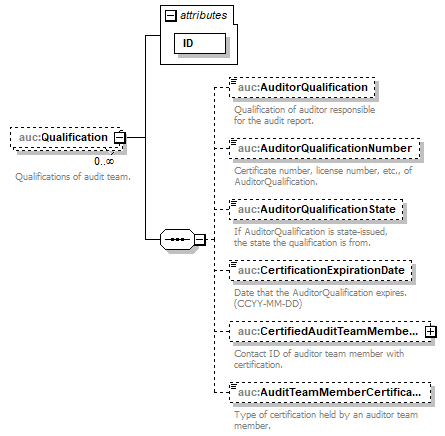 attributes
ID
auc:Qualification
0..∞
Qualifications of audit team.
auc:AuditorQualification
Qualification of auditor responsible
for the audit report.
auc:AuditorQualificationNumber
Certificate number, license number, etc., of
AuditorQualification.
auc:AuditorQualificationState
If AuditorQualification is state-issued,
the state the qualification is from.
auc:CertificationExpirationDate
Date that the AuditorQualification expires.
(CCYY-MM-DD)
auc:CertifiedAuditTeamMembe...
Contact ID of auditor team member with
certification.
auc:AuditTeamMemberCertifica...
Type of certification held by an auditor team
member.